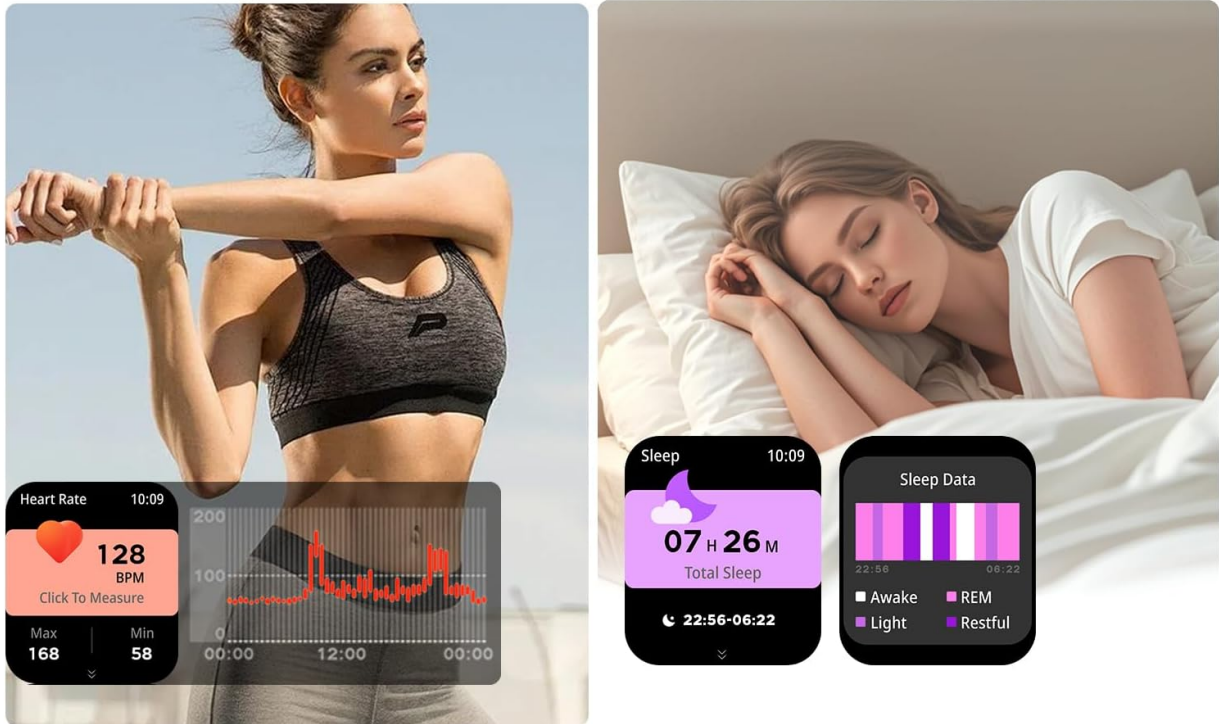 Heart Rate 10:09
128
BPM
Click To Measure
Max Min
168 58
200
100
0
00:00 12:00 00:00
Sleep 10:09
07 H 26 M
Total Sleep
22:56-06:22
Sleep Data
22:56 06:22
Awake REM
Light Restful